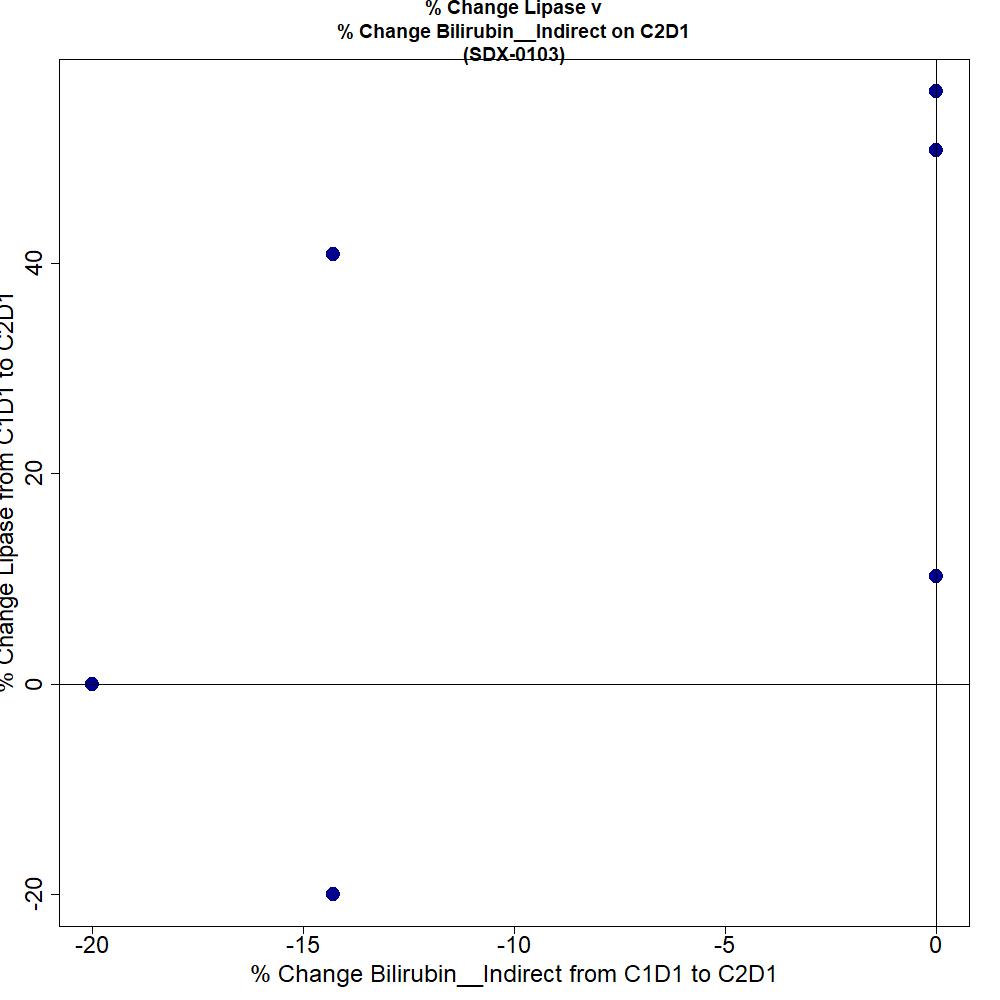 % Change Lipase v
% Change Bilirubin__Indirect on C2D1
(SDX-0103)
% Change Lipase from C1D1 to C2D1
40
20
0
-20
-20
-15
-10
-5
0
% Change Bilirubin__Indirect from C1D1 to C2D1